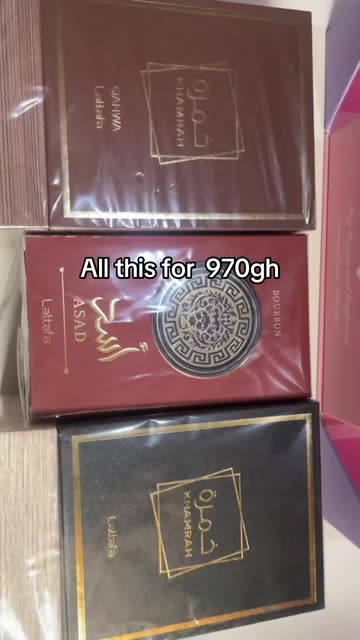 خمرة
KHAMRAH
QAHWA
Lattafa
All this for 970gh
BOURBON
أسد
ASAD
Lattafa
خمرة
KHAMRAH
Lattafa